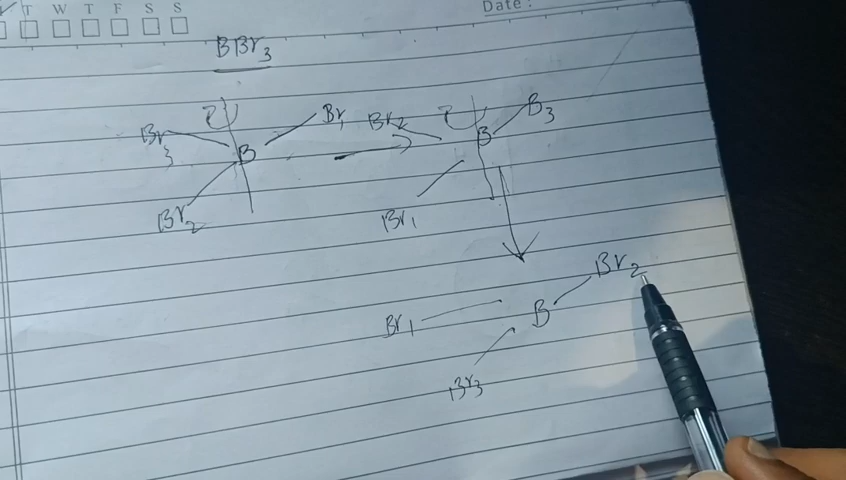 T W T F S S
Date :
BBr3
Br1 Br2 B3
Br3 B B
Br2 Br1
Br2
Br1 B
Br3